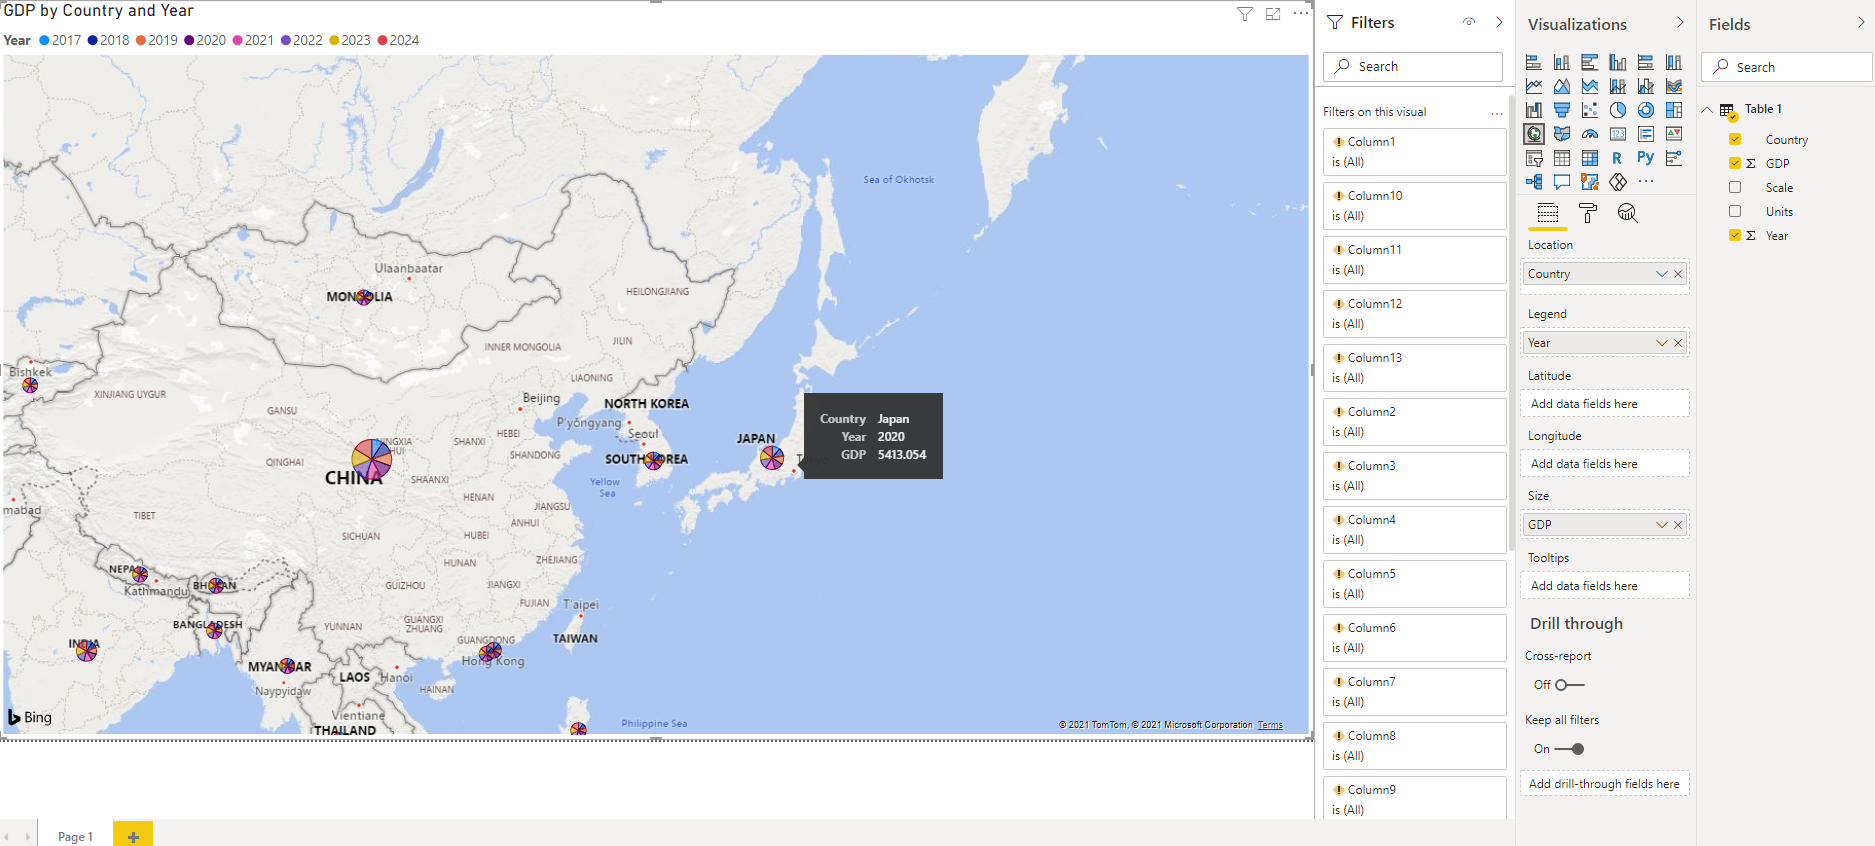 GDP by Country and Year
Year 2017 2018 2019 2020 2021 2022 2023 2024
Sea of Okhotsk
Ulaanbaatar
MONGOLIA
HEILONGJIANG
JILIN
INNER MONGOLIA
Bishkek
LIAONING
XINJIANG UYGUR
Beijing
NORTH KOREA
GANSU
P'yŏngyang
HEBEI
Seoul
JAPAN
NINGXIA
HUI
SHANXI
SHANDONG
SOUTH KOREA
QINGHAI
CHINA
SHAANXI
Yellow
Sea
HENAN
mabad
JIANGSU
TIBET
ANHUI
SICHUAN
HUBEI
ZHEJIANG
HUNAN
NEPAL
BHUTAN
Kathmandu
GUIZHOU
JIANGXI
FUJIAN
T'aipei
BANGLADESH
YUNNAN
GUANGXI
ZHUANG
INDIA
GUANGDONG
TAIWAN
Hong Kong
MYANMAR
LAOS
Hanoi
Naypyidaw
HAINAN
Vientiane
Philippine Sea
THAILAND
Country Japan
Year 2020
GDP 5413.054
Bing
© 2021 TomTom, © 2021 Microsoft Corporation Terms
Page 1
Filters
Search
Filters on this visual
Column1
is (All)
Column10
is (All)
Column11
is (All)
Column12
is (All)
Column13
is (All)
Column2
is (All)
Column3
is (All)
Column4
is (All)
Column5
is (All)
Column6
is (All)
Column7
is (All)
Column8
is (All)
Column9
is (All)
Visualizations
123
R Py
Location
Country
Legend
Year
Latitude
Add data fields here
Longitude
Add data fields here
Size
GDP
Tooltips
Add data fields here
Drill through
Cross-report
Off
Keep all filters
On
Add drill-through fields here
Fields
Search
Table 1
Country
GDP
Scale
Units
Year